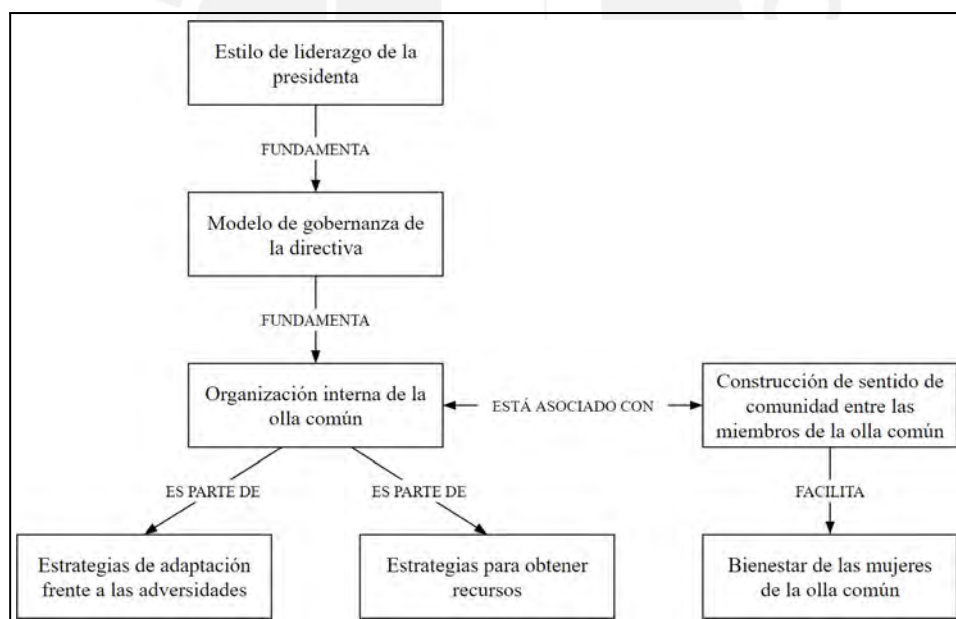 Estilo de liderazgo de la
presidenta
FUNDAMENTA
Modelo de gobernanza de
la directiva
FUNDAMENTA
Organización interna de la
olla común
ESTÁ ASOCIADO CON
Construcción de sentido de
comunidad entre las
miembros de la olla común
ES PARTE DE
ES PARTE DE
FACILITA
Estrategias de adaptación
frente a las adversidades
Estrategias para obtener
recursos
Bienestar de las mujeres
de la olla común